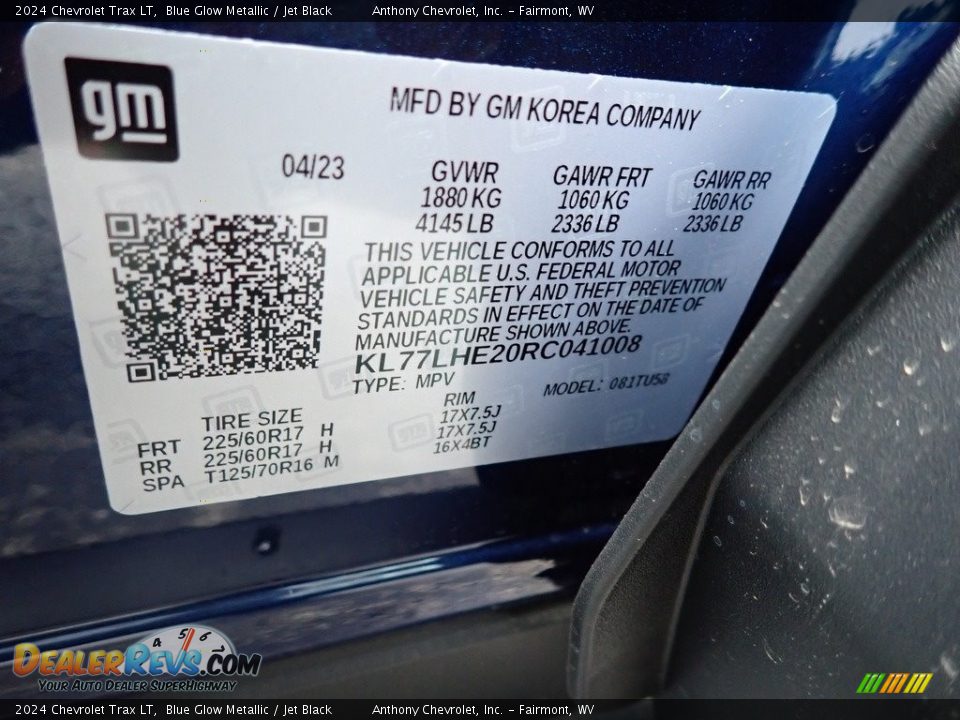 2024 Chevrolet Trax LT, Blue Glow Metallic / Jet Black Anthony Chevrolet, Inc. - Fairmont, WV
gm
MFD BY GM KOREA COMPANY
04/23 GVWR GAWR FRT GAWR RR
1880 KG 1060 KG 1060 KG
4145 LB 2336 LB 2336 LB
THIS VEHICLE CONFORMS TO ALL
APPLICABLE U.S. FEDERAL MOTOR
VEHICLE SAFETY AND THEFT PREVENTION
STANDARDS IN EFFECT ON THE DATE OF
MANUFACTURE SHOWN ABOVE.
KL77LHE20RC041008
TYPE: MPV MODEL: 081TU58
TIRE SIZE RIM
FRT 225/60R17 H 17X7.5J
RR 225/60R17 H 17X7.5J
SPA T125/70R16 M 16X4BT
4 5 6
DEALERREVS.COM
YOUR AUTO DEALER SUPERHIGHWAY
2024 Chevrolet Trax LT, Blue Glow Metallic / Jet Black Anthony Chevrolet, Inc. - Fairmont, WV